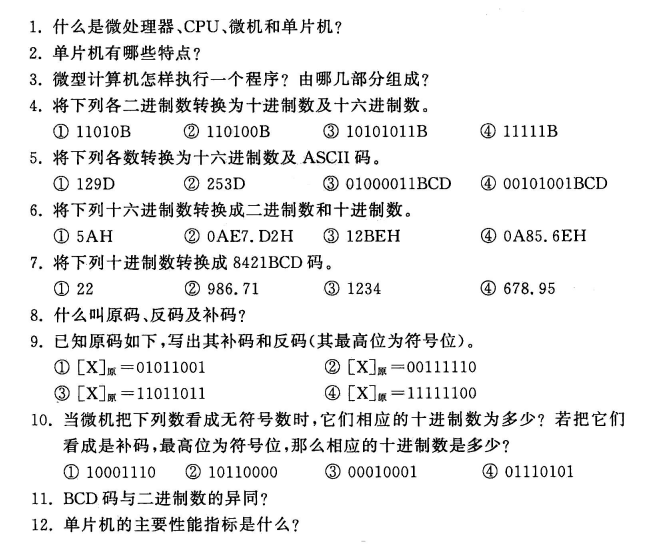 1. 什么是微处理器、CPU、微机和单片机?
2. 单片机有哪些特点?
3. 微型计算机怎样执行一个程序? 由哪几部分组成?
4. 将下列各二进制数转换为十进制数及十六进制数。
① 11010B ② 110100B ③ 10101011B ④ 11111B
5. 将下列各数转换为十六进制数及 ASCII 码。
① 129D ② 253D ③ 01000011BCD ④ 00101001BCD
6. 将下列十六进制数转换成二进制数和十进制数。
① 5AH ② 0AE7.D2H ③ 12BEH ④ 0A85.6EH
7. 将下列十进制数转换成 8421BCD 码。
① 22 ② 986.71 ③ 1234 ④ 678.95
8. 什么叫原码、反码及补码?
9. 已知原码如下,写出其补码和反码(其最高位为符号位)。
① [X]原=01011001 ② [X]原=00111110
③ [X]原=11011011 ④ [X]原=11111100
10. 当微机把下列数看成无符号数时,它们相应的十进制数为多少? 若把它们
看成是补码,最高位为符号位,那么相应的十进制数是多少?
① 10001110 ② 10110000 ③ 00010001 ④ 01110101
11. BCD 码与二进制数的异同?
12. 单片机的主要性能指标是什么?